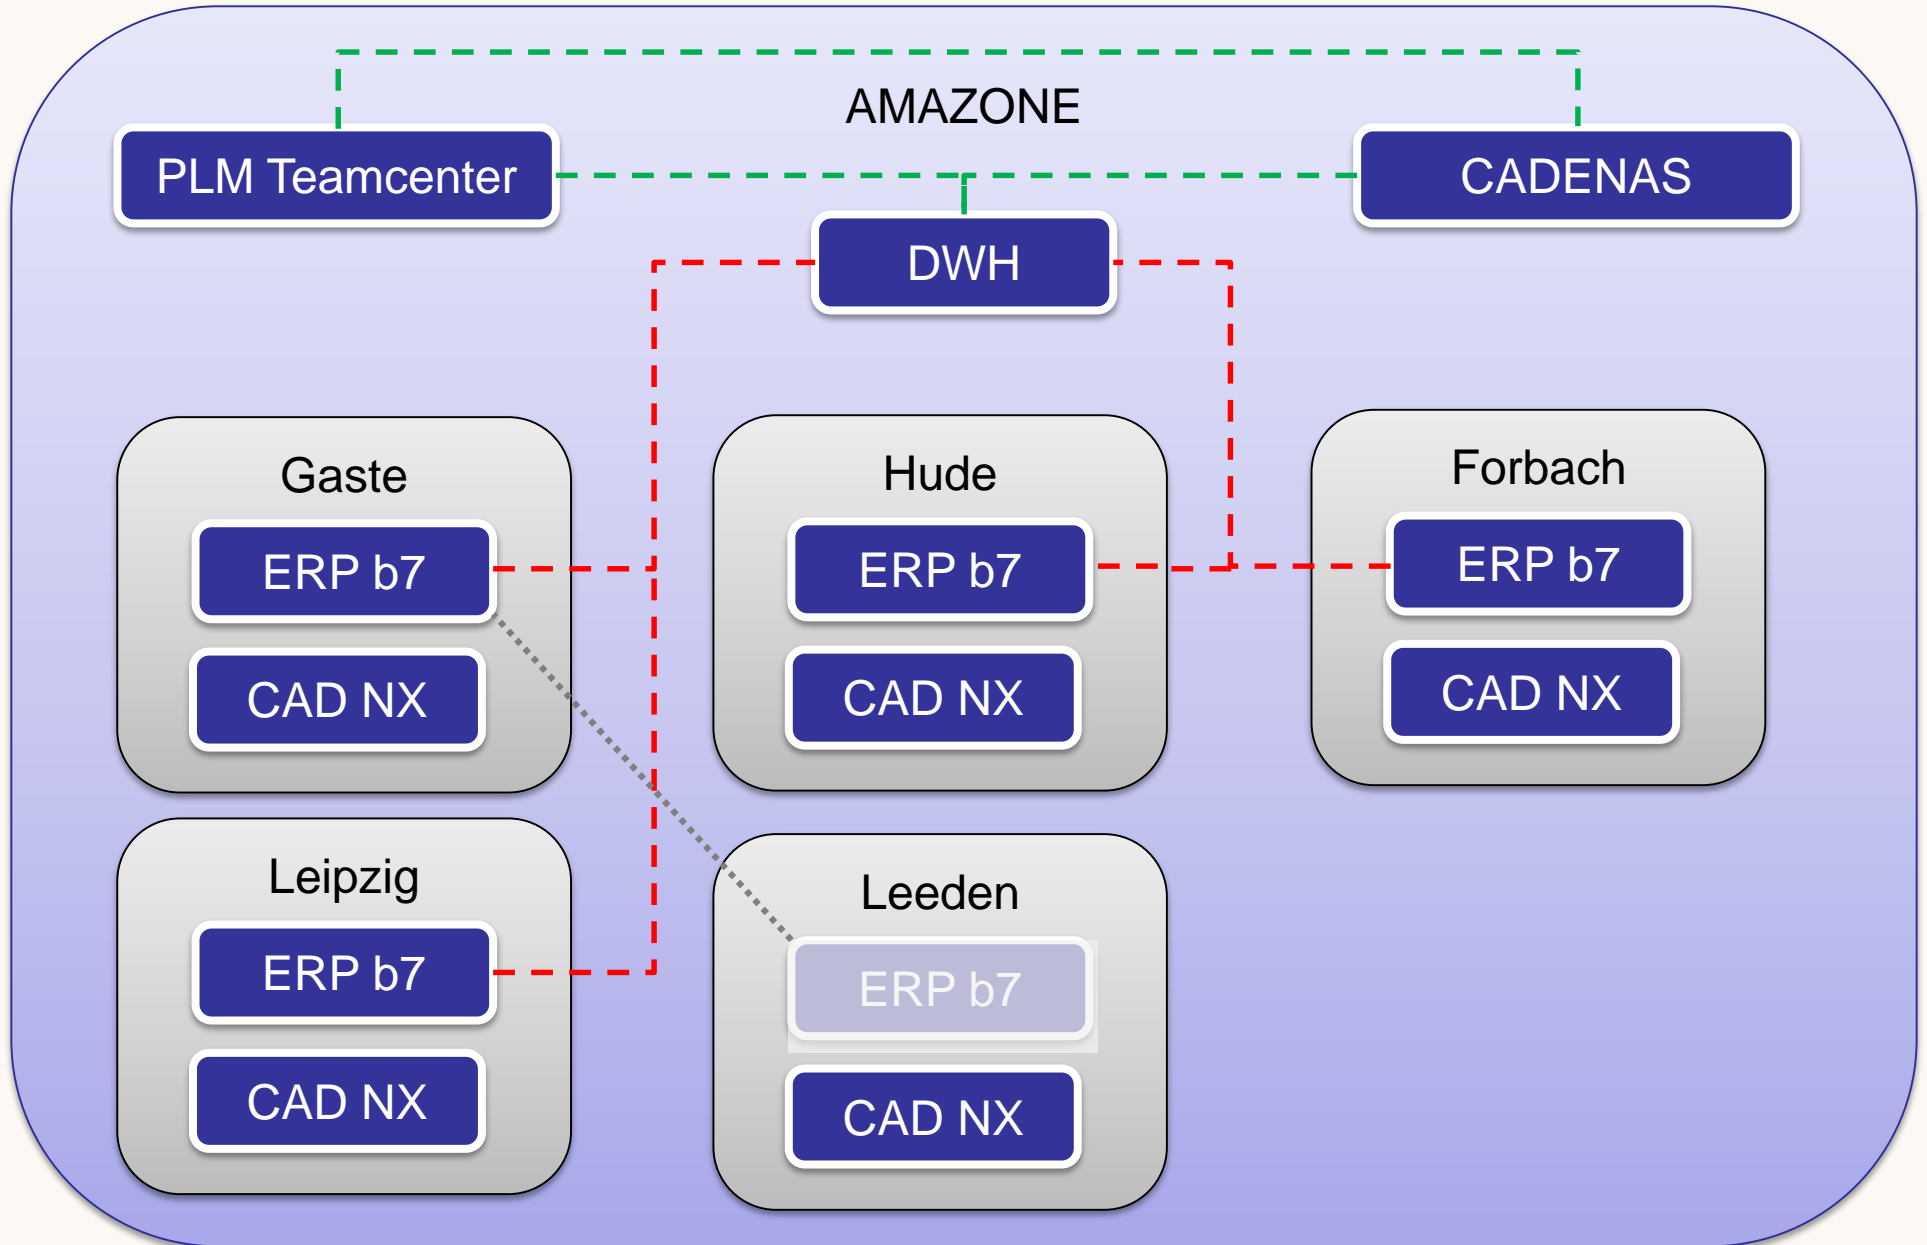 AMAZONE
PLM Teamcenter
CADENAS
DWH
Gaste
ERP b7
CAD NX
Hude
ERP b7
CAD NX
Forbach
ERP b7
CAD NX
Leipzig
ERP b7
CAD NX
Leeden
ERP b7
CAD NX